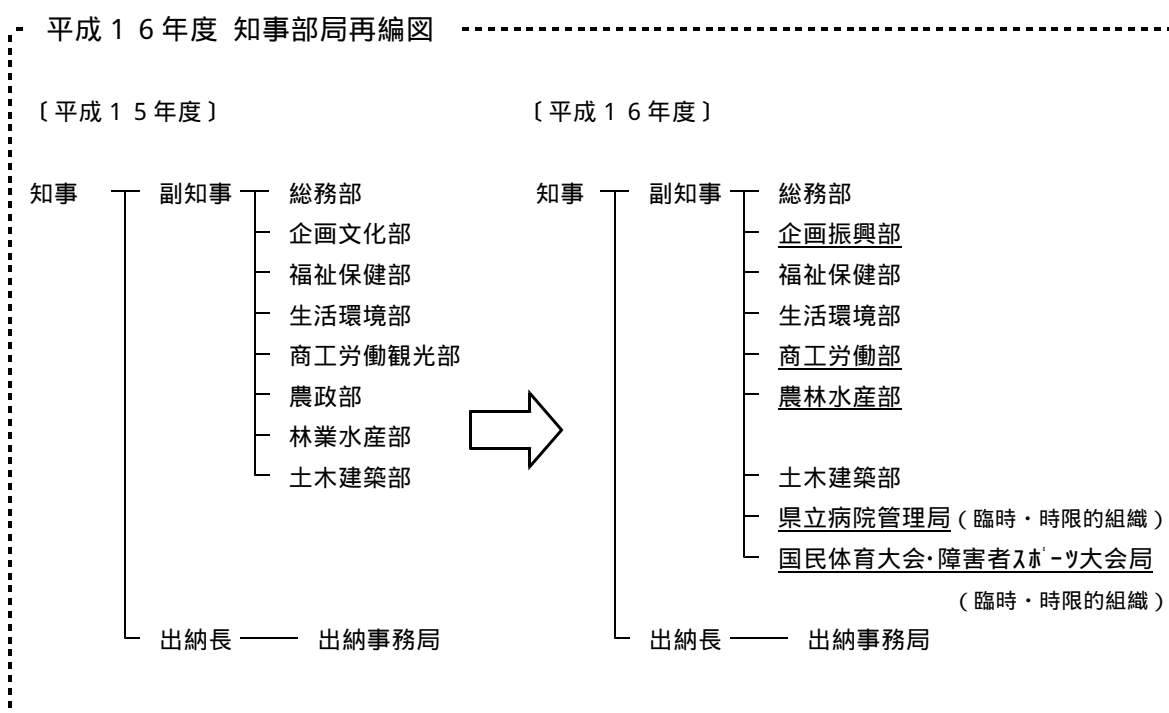 平成１６年度 知事部局再編図
〔平成１５年度〕
知事 副知事 総務部
企画文化部
福祉保健部
生活環境部
商工労働観光部
農政部
林業水産部
土木建築部
出納長 出納事務局
〔平成１６年度〕
知事 副知事 総務部
企画振興部
福祉保健部
生活環境部
商工労働部
農林水産部
土木建築部
県立病院管理局（臨時・時限的組織）
国民体育大会・障害者ｽﾎﾟｰﾂ大会局
（臨時・時限的組織）
出納長 出納事務局